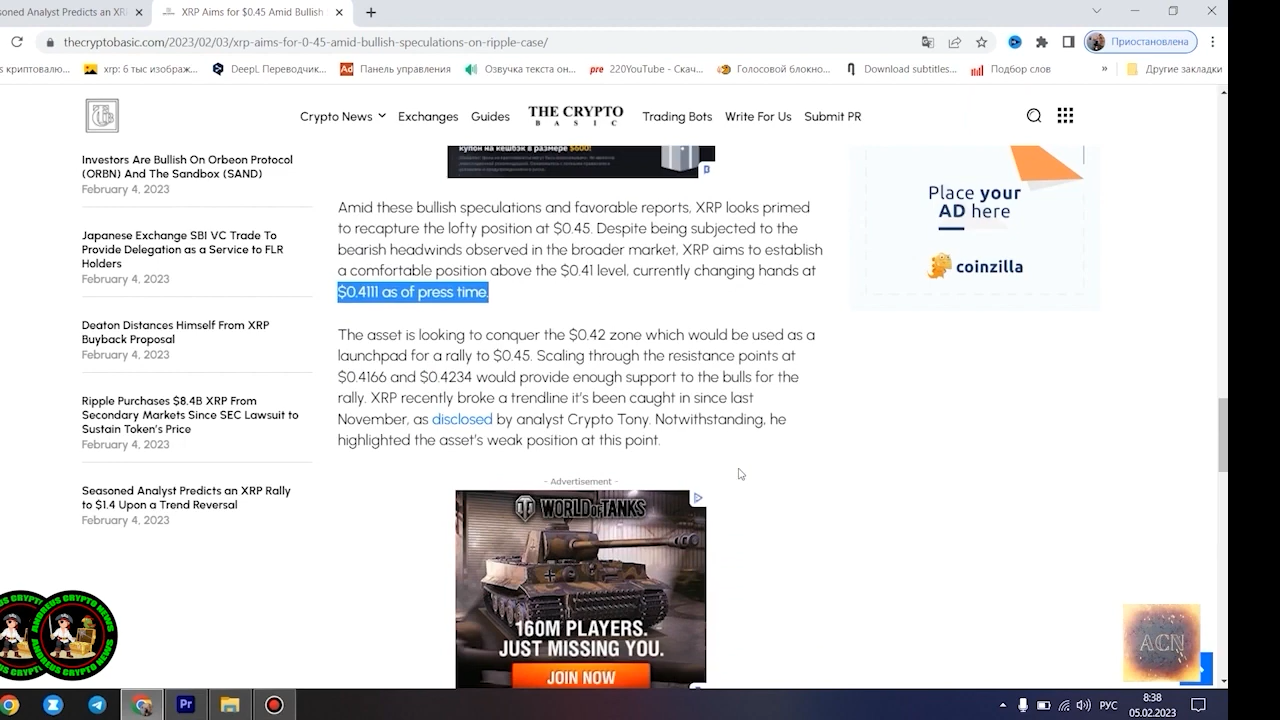 soned Analyst Predicts an XR
XRP Aims for $0.45 Amid Bullish
thecryptobasic.com/2023/02/03/xrp-aims-for-0-45-amid-bullish-speculations-on-ripple-case/
Приостановлена
s криптовалю...
xrp: 6 тыс изображ...
DeepL Переводчик...
Ad Панель управления
Озвучка текста он...
pre 220YouTube - Скач...
Голосовой блокно...
Download subtitles...
Подбор слов
»
Другие закладки
Crypto News
Exchanges
Guides
THE CRYPTO
BASIC
Trading Bots
Write For Us
Submit PR
купон на кешбэк в размере $600!
Investors Are Bullish On Orbeon Protocol
(ORBN) And The Sandbox (SAND)
February 4, 2023
Japanese Exchange SBI VC Trade To
Provide Delegation as a Service to FLR
Holders
February 4, 2023
Deaton Distances Himself From XRP
Buyback Proposal
February 4, 2023
Ripple Purchases $8.4B XRP From
Secondary Markets Since SEC Lawsuit to
Sustain Token's Price
February 4, 2023
Seasoned Analyst Predicts an XRP Rally
to $1.4 Upon a Trend Reversal
February 4, 2023
Amid these bullish speculations and favorable reports, XRP looks primed
to recapture the lofty position at $0.45. Despite being subjected to the
bearish headwinds observed in the broader market, XRP aims to establish
a comfortable position above the $0.41 level, currently changing hands at
$0.4111 as of press time.
The asset is looking to conquer the $0.42 zone which would be used as a
launchpad for a rally to $0.45. Scaling through the resistance points at
$0.4166 and $0.4234 would provide enough support to the bulls for the
rally. XRP recently broke a trendline it's been caught in since last
November, as disclosed by analyst Crypto Tony. Notwithstanding, he
highlighted the asset's weak position at this point.
- Advertisement -
WORLD OF TANKS
160M PLAYERS.
JUST MISSING YOU.
JOIN NOW
Place your
AD here
coinzilla
ANDREUS CRYPTO NEWS
ACN
Pr
РУС
8:38
05.02.2023